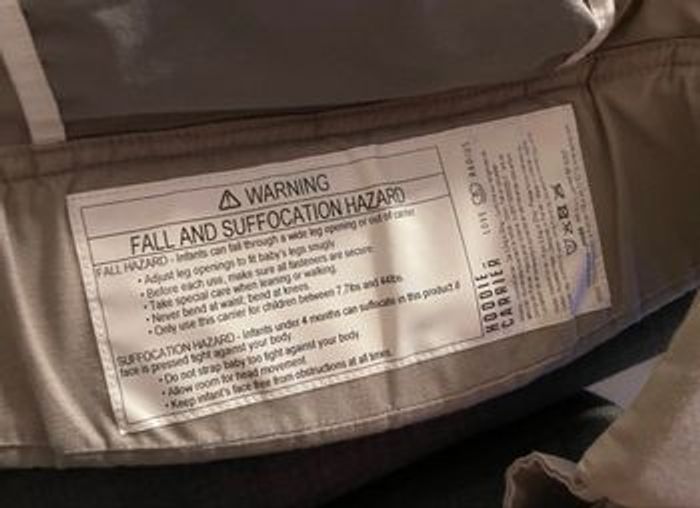 ⚠ WARNING
FALL AND SUFFOCATION HAZARD
FALL HAZARD - Infants can fall through a wide leg opening or out of carrier.
• Adjust leg openings to fit baby's legs snugly.
• Before each use, make sure all fasteners are secure.
• Take special care when leaning or walking.
• Never bend at waist; bend at knees.
• Only use this carrier for children between 7.7lbs and 44lbs.
SUFFOCATION HAZARD - Infants under 4 months can suffocate in this product if
face is pressed tight against your body.
• Do not strap baby too tight against your body.
• Allow room for head movement.
• Keep infant's face free from obstructions at all times.
LOVE RADIUS
HOODIE -
CARRIER